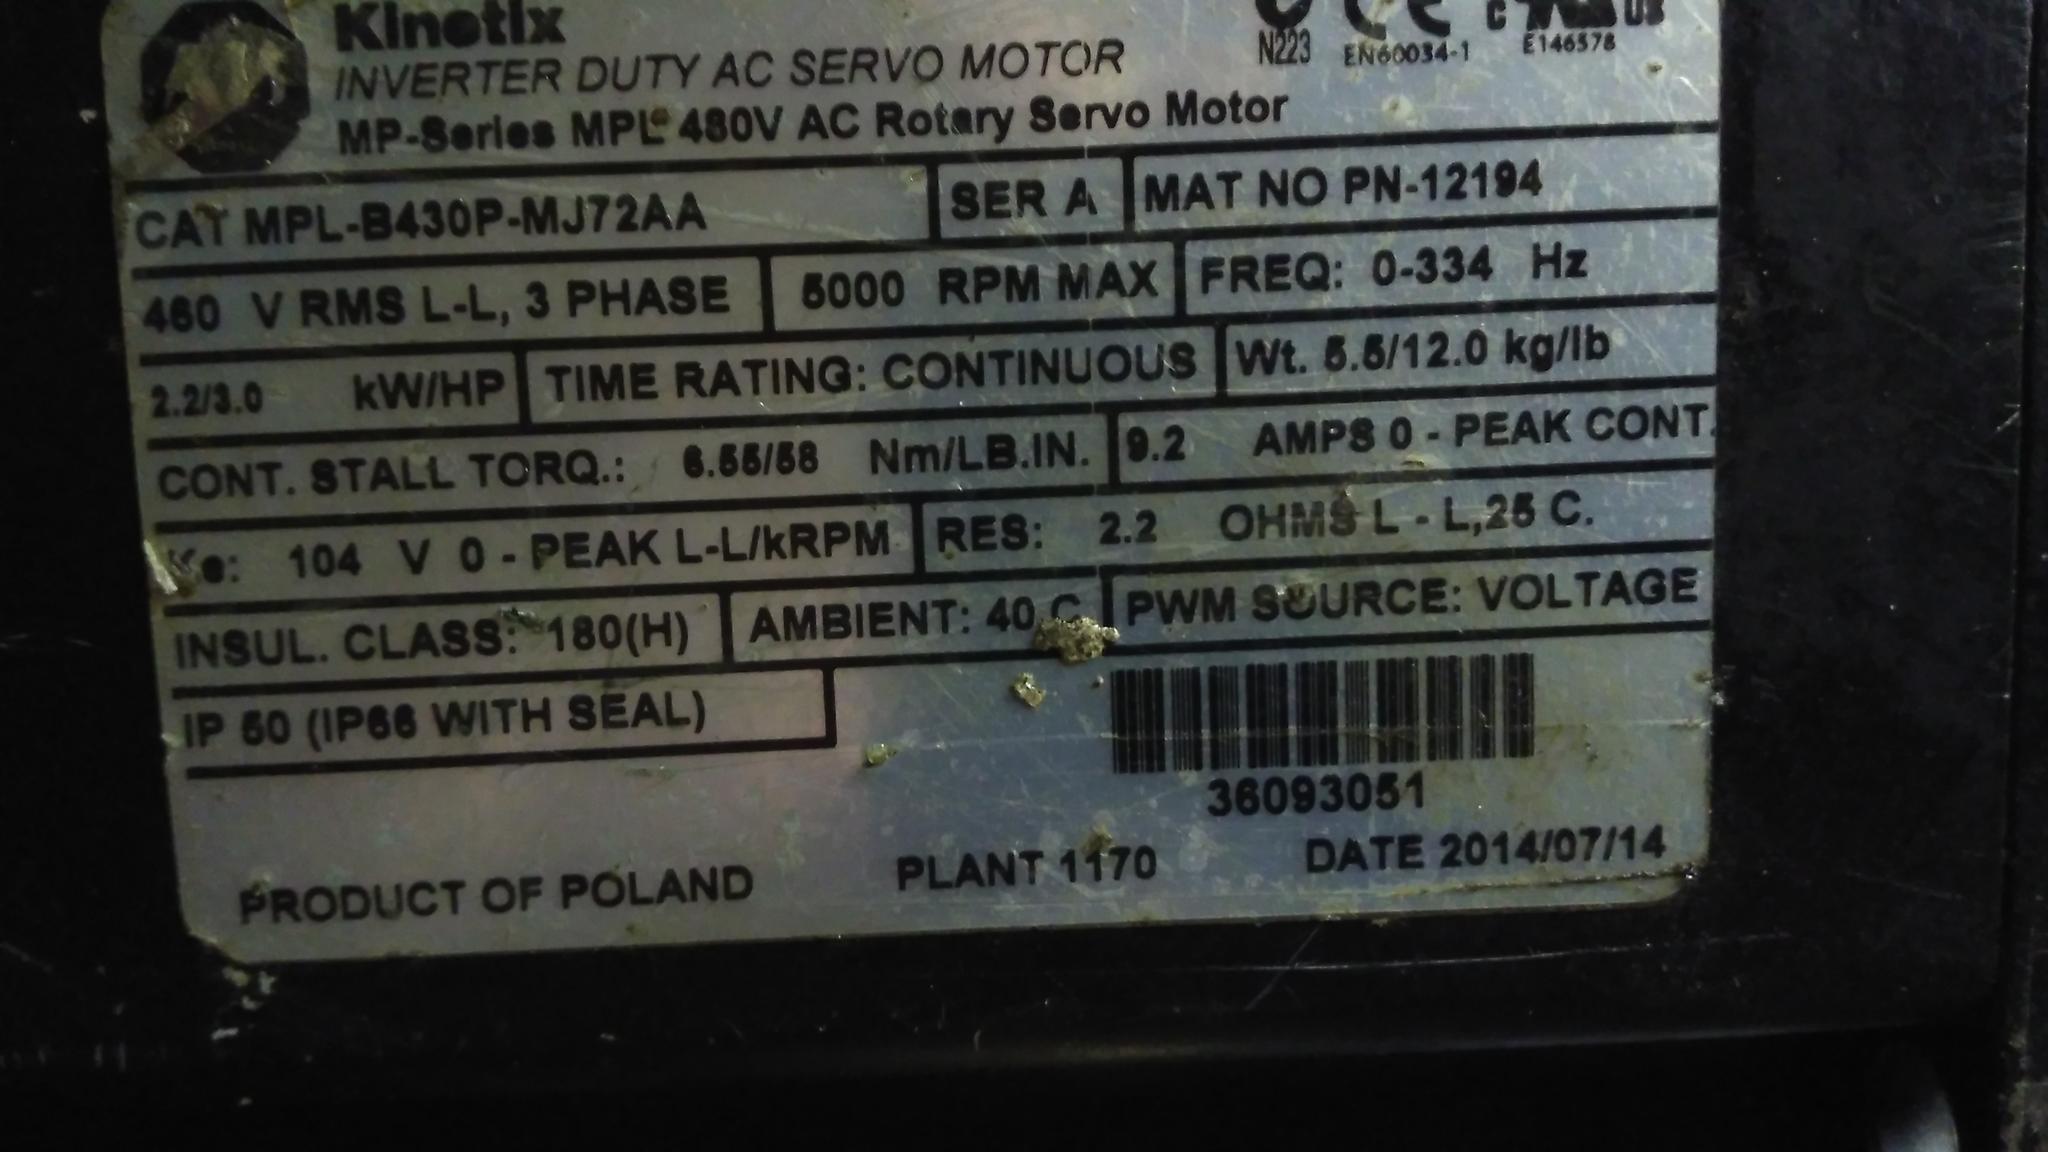 Kinetix
INVERTER DUTY AC SERVO MOTOR
N223 EN60034-1 E146578
MP-Series MPL 480V AC Rotary Servo Motor
CAT MPL-B430P-MJ72AA SER A MAT NO PN-12194
460 V RMS L-L, 3 PHASE 5000 RPM MAX FREQ: 0-334 Hz
2.2/3.0 kW/HP TIME RATING: CONTINUOUS Wt. 5.5/12.0 kg/lb
CONT. STALL TORQ.: 6.55/58 Nm/LB.IN. 9.2 AMPS 0 - PEAK CONT.
Ke: 104 V 0 - PEAK L-L/kRPM RES: 2.2 OHMS L - L,25 C.
INSUL. CLASS: 180(H) AMBIENT: 40 C PWM SOURCE: VOLTAGE
IP 50 (IP66 WITH SEAL)
36093051
PRODUCT OF POLAND PLANT 1170 DATE 2014/07/14